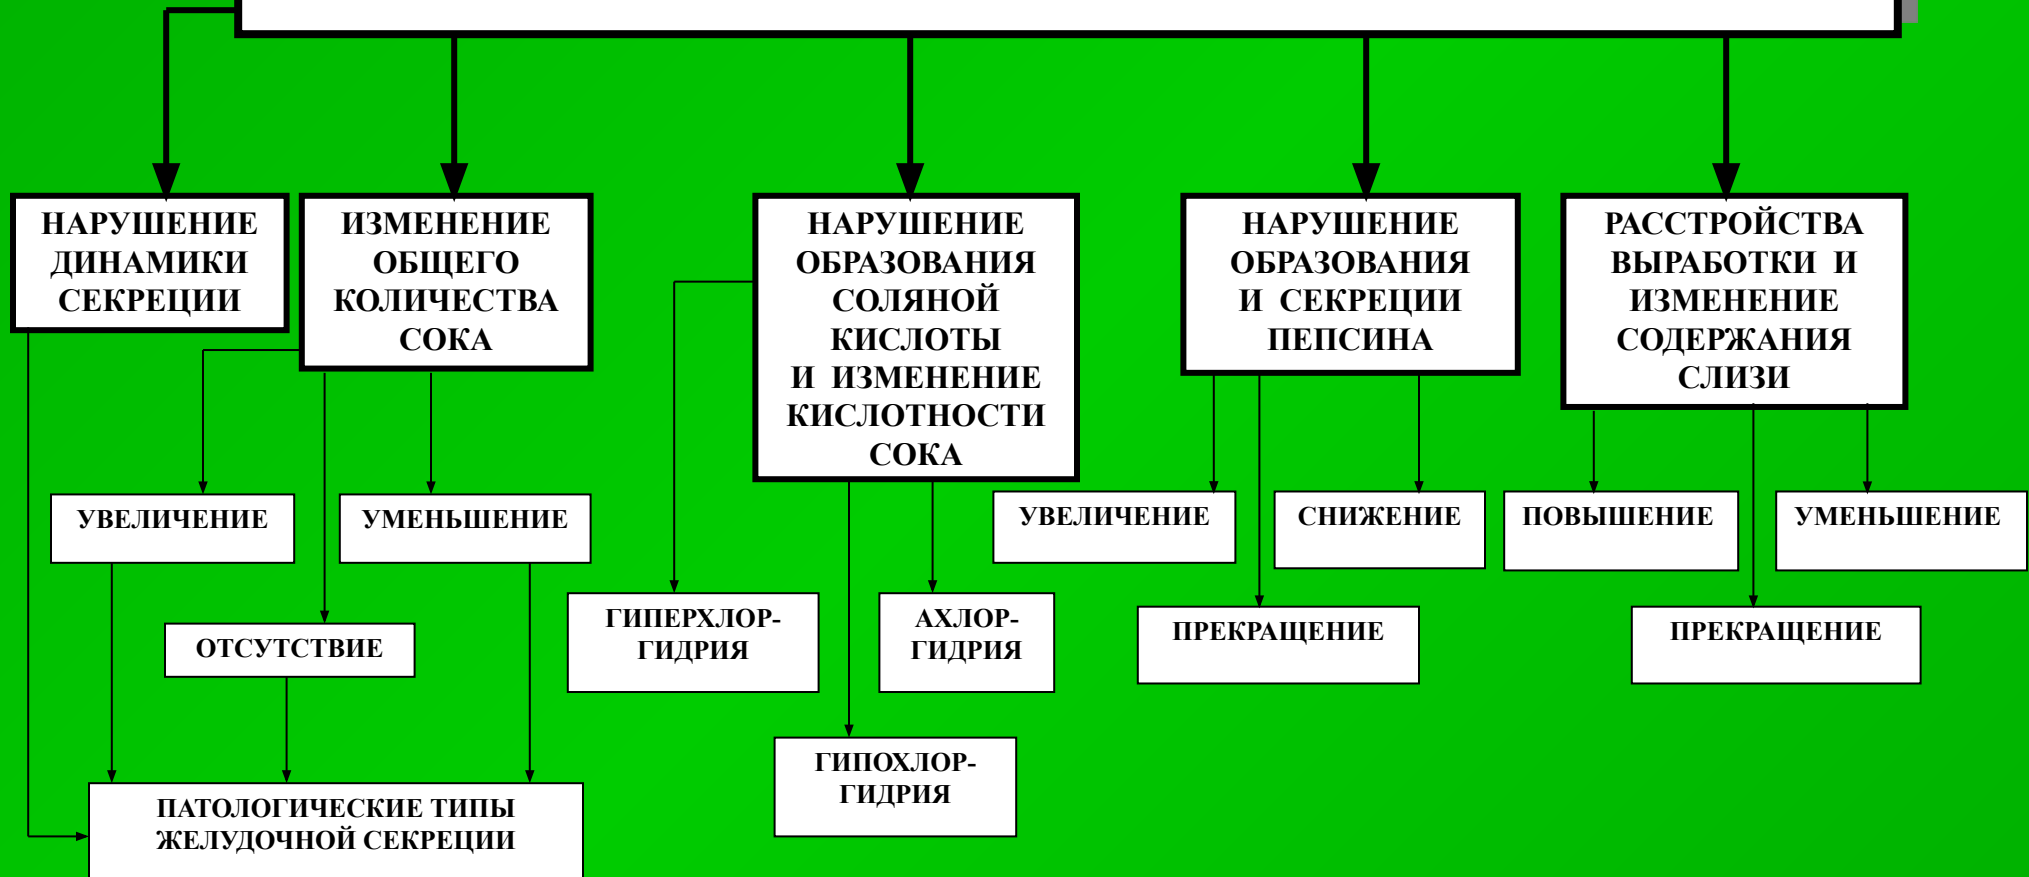 НАРУШЕНИЕ
ДИНАМИКИ
СЕКРЕЦИИ
ИЗМЕНЕНИЕ
ОБЩЕГО
КОЛИЧЕСТВА
СОКА
НАРУШЕНИЕ
ОБРАЗОВАНИЯ
СОЛЯНОЙ
КИСЛОТЫ
И ИЗМЕНЕНИЕ
КИСЛОТНОСТИ
СОКА
НАРУШЕНИЕ
ОБРАЗОВАНИЯ
И СЕКРЕЦИИ
ПЕПСИНА
РАССТРОЙСТВА
ВЫРАБОТКИ И
ИЗМЕНЕНИЕ
СОДЕРЖАНИЯ
СЛИЗИ
УВЕЛИЧЕНИЕ
УМЕНЬШЕНИЕ
УВЕЛИЧЕНИЕ
СНИЖЕНИЕ
ПОВЫШЕНИЕ
УМЕНЬШЕНИЕ
ОТСУТСТВИЕ
ГИПЕРХЛОР-
ГИДРИЯ
АХЛОР-
ГИДРИЯ
ПРЕКРАЩЕНИЕ
ПРЕКРАЩЕНИЕ
ГИПОХЛОР-
ГИДРИЯ
ПАТОЛОГИЧЕСКИЕ ТИПЫ
ЖЕЛУДОЧНОЙ СЕКРЕЦИИ